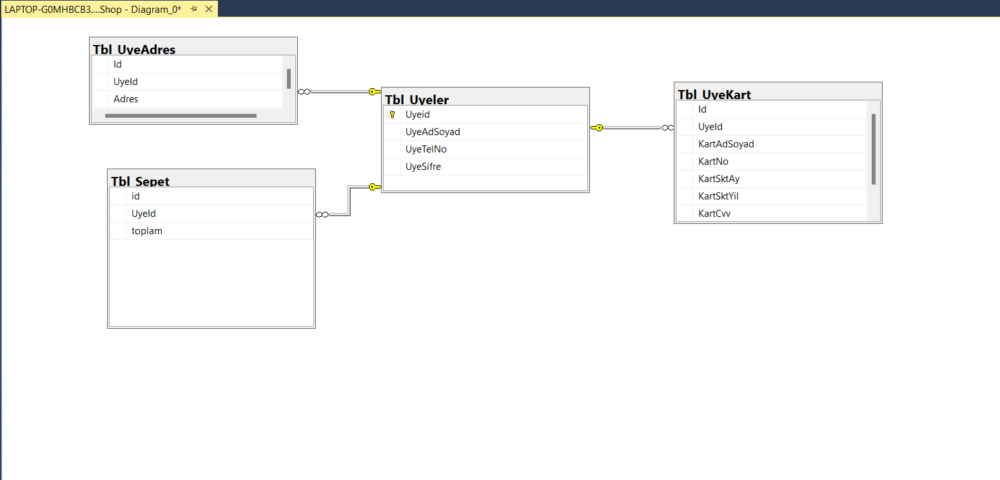 LAPTOP-G0MHBCB3....Shop - Diagram_0*
Tbl_UyeAdres
Id
UyeId
Adres
Tbl_Uyeler
Uyeid
UyeAdSoyad
UyeTelNo
UyeSifre
Tbl_UyeKart
Id
UyeId
KartAdSoyad
KartNo
KartSktAy
KartSktYil
KartCvv
Tbl_Sepet
id
UyeId
toplam